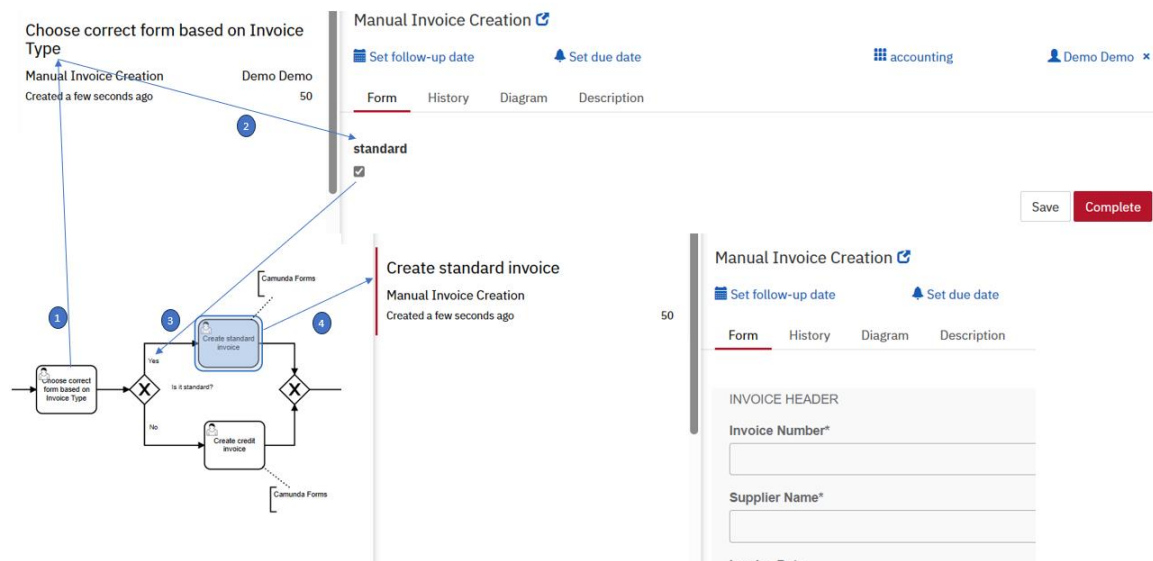 Choose correct form based on Invoice
Type
Manual Invoice Creation Demo Demo
Created a few seconds ago 50
2
Manual Invoice Creation
Set follow-up date Set due date accounting Demo Demo ×
Form History Diagram Description
standard
Save Complete
1
3
4
Camunda Forms
Create standard
invoice
Yes
Choose correct
form based on
Invoice Type
X
Is it standard?
X
No
Create credit
invoice
Camunda Forms
Create standard invoice
Manual Invoice Creation
Created a few seconds ago 50
Manual Invoice Creation
Set follow-up date Set due date
Form History Diagram Description
INVOICE HEADER
Invoice Number*
Supplier Name*